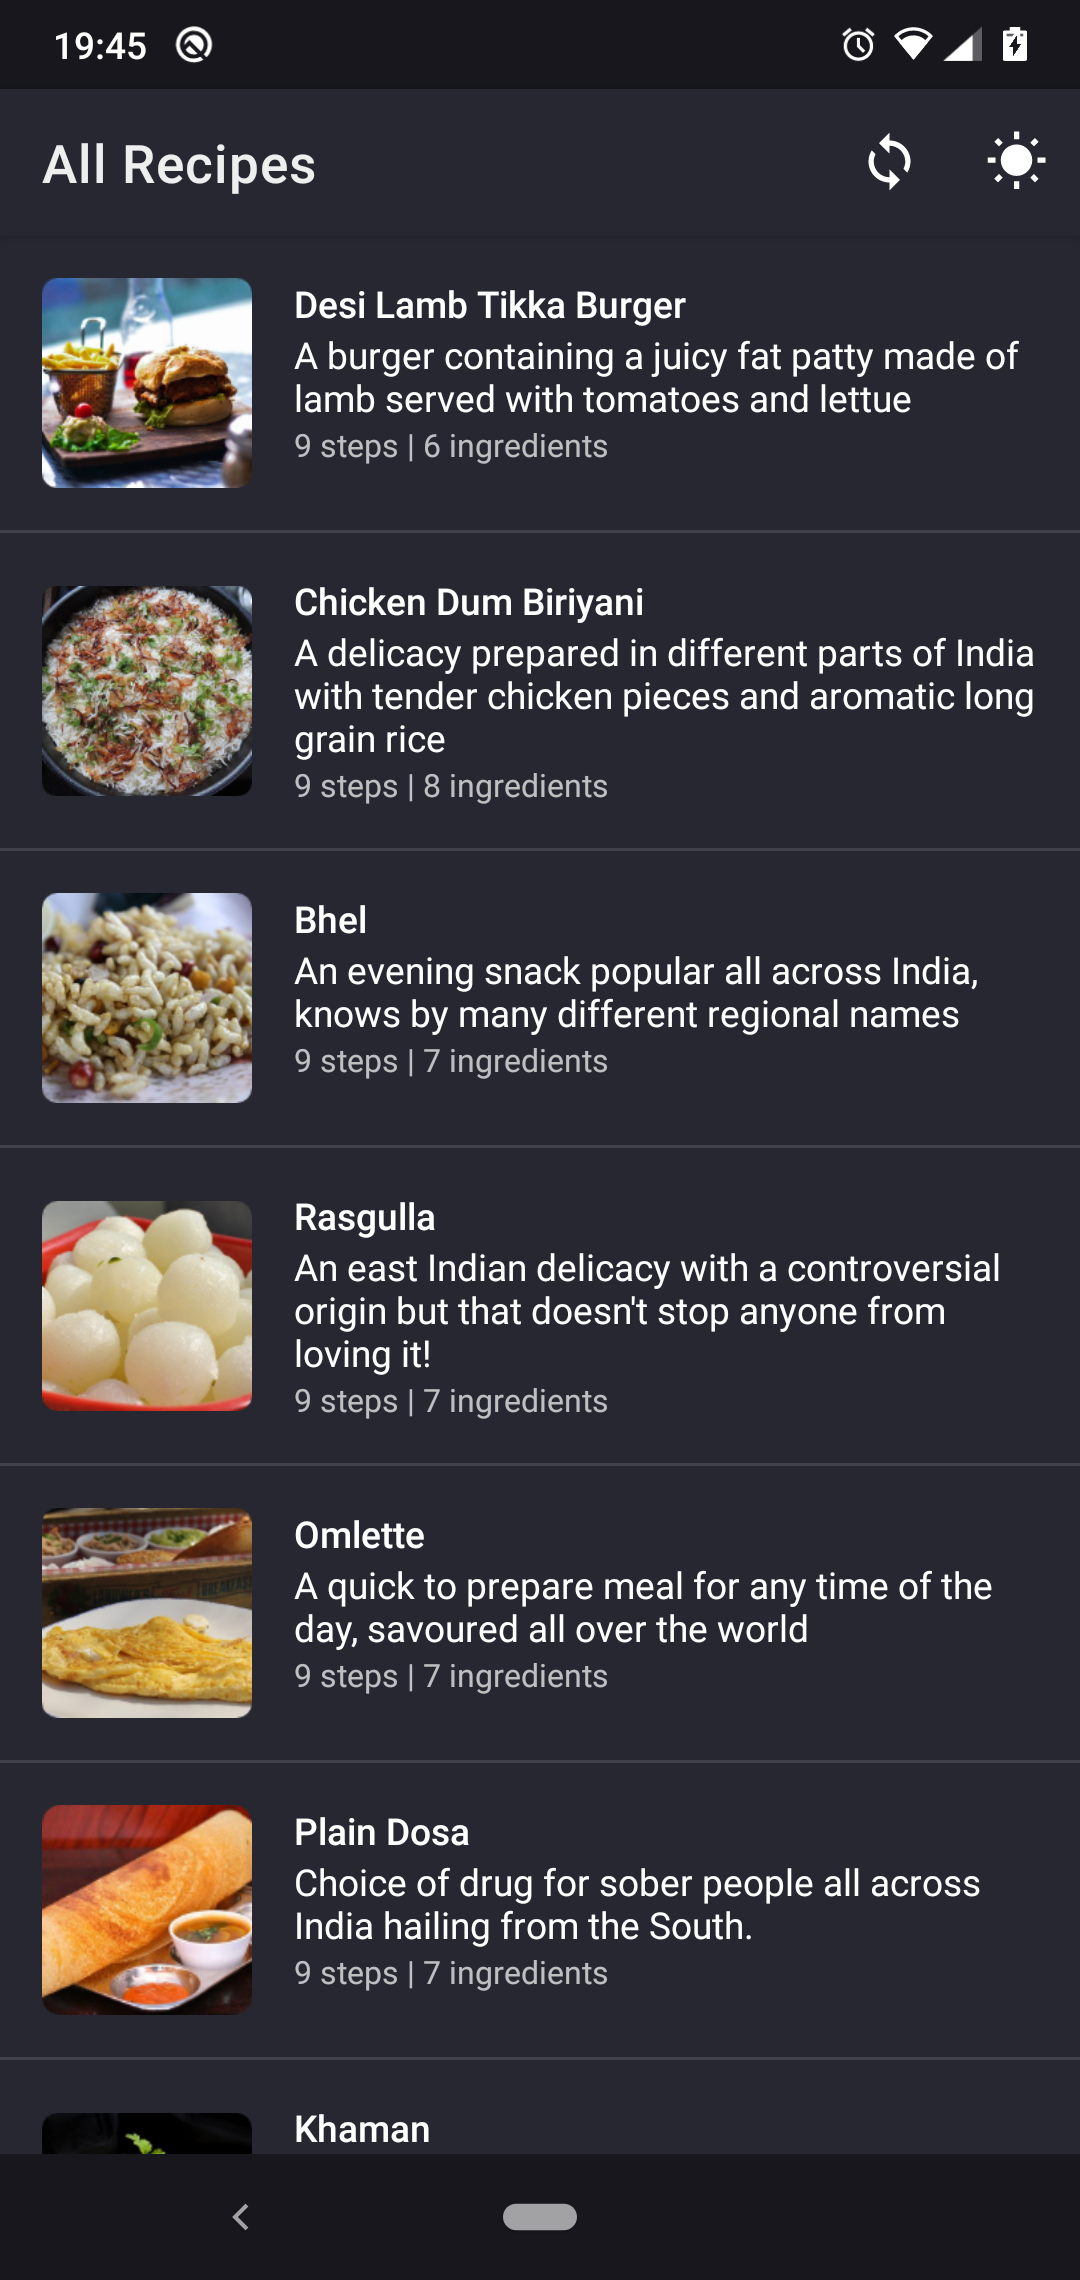 19:45
All Recipes
Desi Lamb Tikka Burger
A burger containing a juicy fat patty made of
lamb served with tomatoes and lettue
9 steps | 6 ingredients
Chicken Dum Biriyani
A delicacy prepared in different parts of India
with tender chicken pieces and aromatic long
grain rice
9 steps | 8 ingredients
Bhel
An evening snack popular all across India,
knows by many different regional names
9 steps | 7 ingredients
Rasgulla
An east Indian delicacy with a controversial
origin but that doesn't stop anyone from
loving it!
9 steps | 7 ingredients
Omlette
A quick to prepare meal for any time of the
day, savoured all over the world
9 steps | 7 ingredients
Plain Dosa
Choice of drug for sober people all across
India hailing from the South.
9 steps | 7 ingredients
Khaman